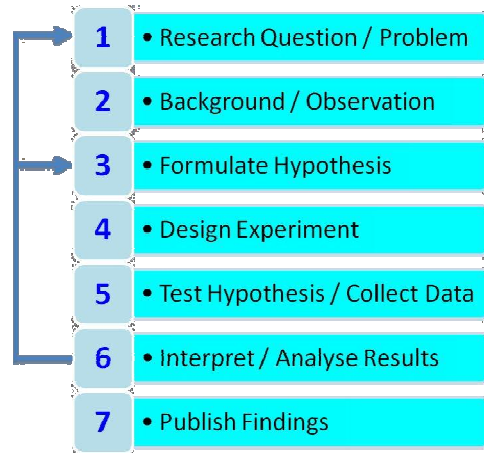 1 • Research Question / Problem
2 • Background / Observation
3 • Formulate Hypothesis
4 • Design Experiment
5 • Test Hypothesis / Collect Data
6 • Interpret / Analyse Results
7 • Publish Findings